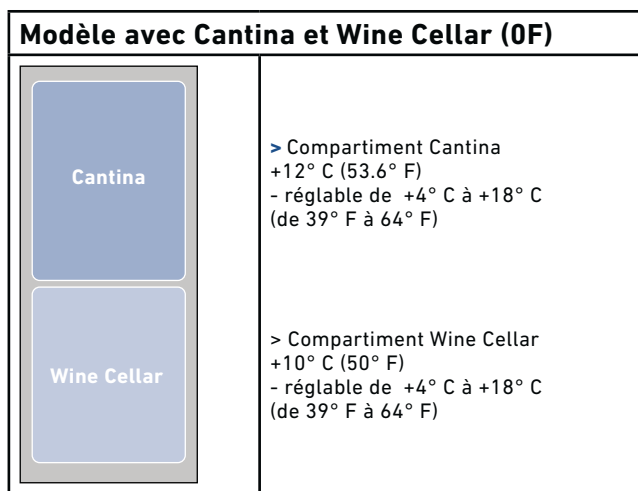 Modèle avec Cantina et Wine Cellar (0F)
Cantina
> Compartiment Cantina
+12° C (53.6° F)
- réglable de  +4° C à +18° C
(de 39° F à 64° F)
Wine Cellar
> Compartiment Wine Cellar
+10° C (50° F)
- réglable de  +4° C à +18° C
(de 39° F à 64° F)